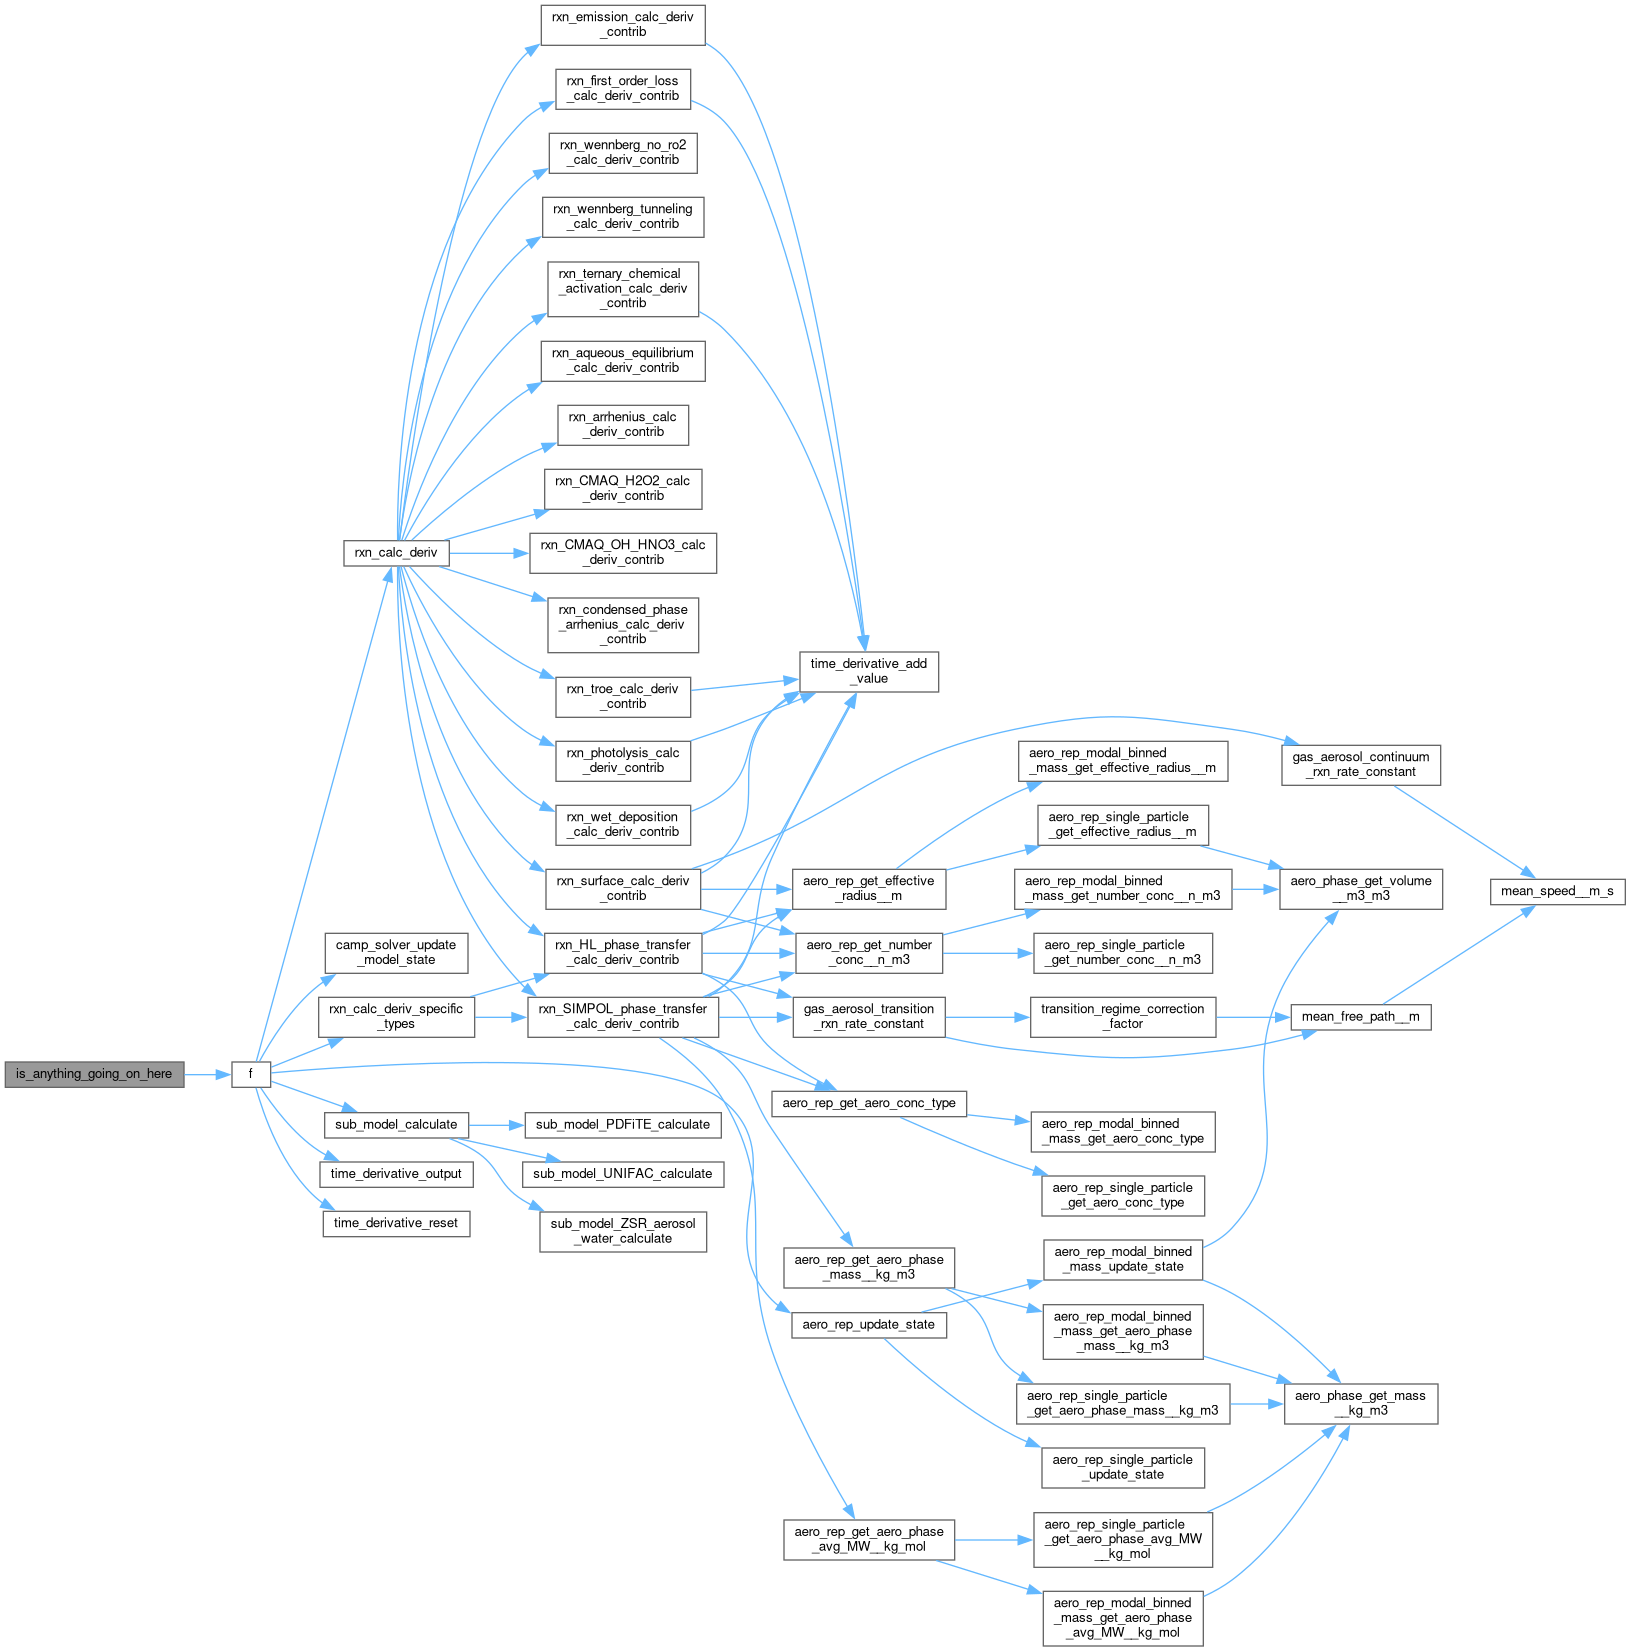 rxn_emission_calc_deriv
_contrib
rxn_first_order_loss
_calc_deriv_contrib
rxn_wennberg_no_ro2
_calc_deriv_contrib
rxn_wennberg_tunneling
_calc_deriv_contrib
rxn_ternary_chemical
_activation_calc_deriv
_contrib
rxn_aqueous_equilibrium
_calc_deriv_contrib
rxn_arrhenius_calc
_deriv_contrib
rxn_CMAQ_H2O2_calc
_deriv_contrib
rxn_calc_deriv
rxn_CMAQ_OH_HNO3_calc
_deriv_contrib
rxn_condensed_phase
_arrhenius_calc_deriv
_contrib
time_derivative_add
_value
rxn_troe_calc_deriv
_contrib
rxn_photolysis_calc
_deriv_contrib
aero_rep_modal_binned
_mass_get_effective_radius__m
gas_aerosol_continuum
_rxn_rate_constant
rxn_wet_deposition
_calc_deriv_contrib
aero_rep_single_particle
_get_effective_radius__m
rxn_surface_calc_deriv
_contrib
aero_rep_get_effective
_radius__m
aero_rep_modal_binned
_mass_get_number_conc__n_m3
aero_phase_get_volume
__m3_m3
mean_speed__m_s
camp_solver_update
_model_state
rxn_HL_phase_transfer
_calc_deriv_contrib
aero_rep_get_number
_conc__n_m3
aero_rep_single_particle
_get_number_conc__n_m3
rxn_calc_deriv_specific
_types
rxn_SIMPOL_phase_transfer
_calc_deriv_contrib
gas_aerosol_transition
_rxn_rate_constant
transition_regime_correction
_factor
mean_free_path__m
is_anything_going_on_here
f
aero_rep_get_aero_conc_type
sub_model_calculate
sub_model_PDFiTE_calculate
aero_rep_modal_binned
_mass_get_aero_conc_type
time_derivative_output
sub_model_UNIFAC_calculate
aero_rep_single_particle
_get_aero_conc_type
time_derivative_reset
sub_model_ZSR_aerosol
_water_calculate
aero_rep_get_aero_phase
_mass__kg_m3
aero_rep_modal_binned
_mass_update_state
aero_rep_update_state
aero_rep_modal_binned
_mass_get_aero_phase
_mass__kg_m3
aero_rep_single_particle
_get_aero_phase_mass__kg_m3
aero_phase_get_mass
__kg_m3
aero_rep_single_particle
_update_state
aero_rep_get_aero_phase
_avg_MW__kg_mol
aero_rep_single_particle
_get_aero_phase_avg_MW
__kg_mol
aero_rep_modal_binned
_mass_get_aero_phase
_avg_MW__kg_mol